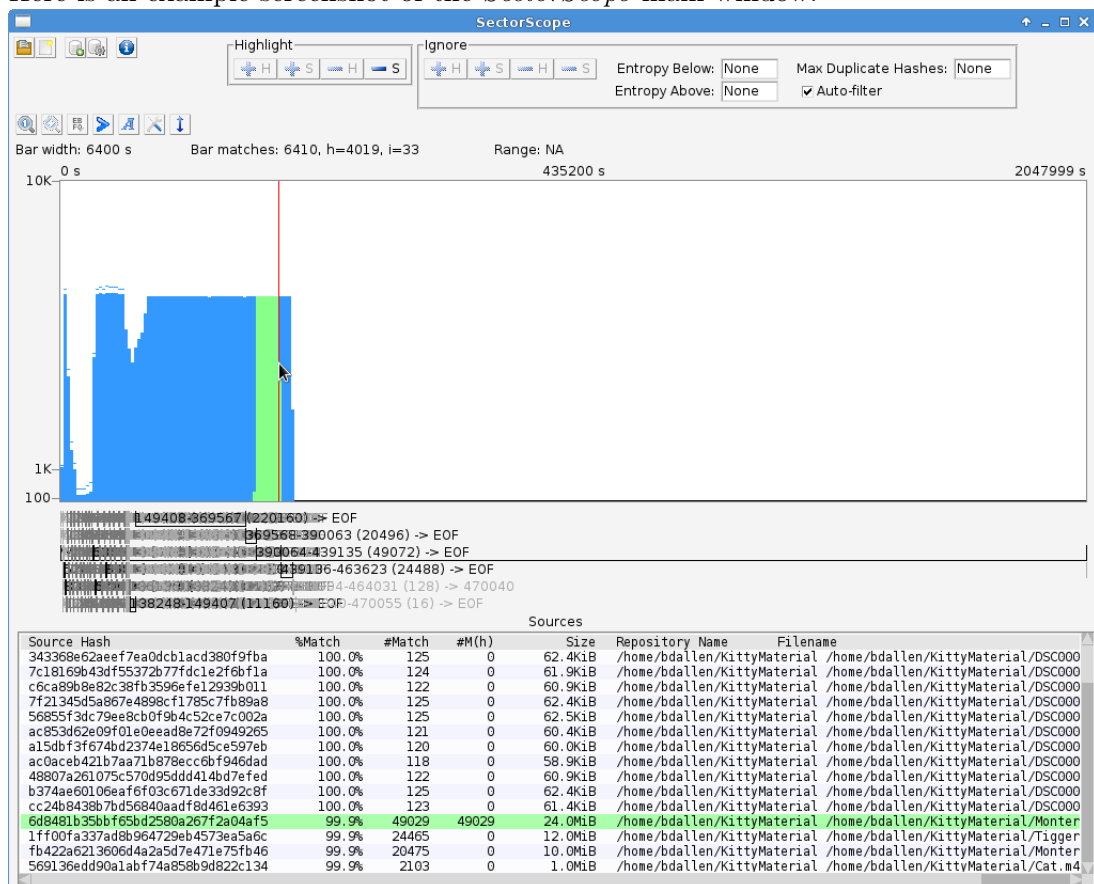 SectorScope
Highlight
Ignore
H S H S
H S H S
Entropy Below: None Max Duplicate Hashes: None
Entropy Above: None Auto-filter
Bar width: 6400 s Bar matches: 6410, h=4019, i=33 Range: NA
0 s 435200 s 2047999 s
10K
1K
100
149408-369567 (220160) -> EOF
369568-390063 (20496) -> EOF
390064-439135 (49072) -> EOF
439136-463623 (24488) -> EOF
-464031 (128) -> 470040
138248-149407 (11160) -> EOF -470055 (16) -> EOF
Sources
Source Hash %Match #Match #M(h) Size Repository Name Filename
343368e62aeef7ea0dcb1acd380f9fba 100.0% 125 0 62.4KiB /home/bdallen/KittyMaterial /home/bdallen/KittyMaterial/DSC000
7c18169b43df55372b77fdc1e2f6bf1a 100.0% 124 0 61.9KiB /home/bdallen/KittyMaterial /home/bdallen/KittyMaterial/DSC000
c6ca89b8e82c38fb3596efe12939b011 100.0% 122 0 60.9KiB /home/bdallen/KittyMaterial /home/bdallen/KittyMaterial/DSC000
7f21345d5a867e4898cf1785c7fb89a8 100.0% 125 0 62.4KiB /home/bdallen/KittyMaterial /home/bdallen/KittyMaterial/DSC000
56855f3dc79ee8cb0f9b4c52ce7c002a 100.0% 125 0 62.5KiB /home/bdallen/KittyMaterial /home/bdallen/KittyMaterial/DSC000
ac853d62e09f01e0eead8e72f0949265 100.0% 121 0 60.4KiB /home/bdallen/KittyMaterial /home/bdallen/KittyMaterial/DSC000
a15dbf3f674bd2374e18656d5ce597eb 100.0% 120 0 60.0KiB /home/bdallen/KittyMaterial /home/bdallen/KittyMaterial/DSC000
ac0aceb421b7aa71b878ecc6bf946dad 100.0% 118 0 58.9KiB /home/bdallen/KittyMaterial /home/bdallen/KittyMaterial/DSC000
48807a261075c570d95ddd414bd7efed 100.0% 122 0 60.9KiB /home/bdallen/KittyMaterial /home/bdallen/KittyMaterial/DSC000
b374ae60106eaf6f03c671de33d92c8f 100.0% 125 0 62.4KiB /home/bdallen/KittyMaterial /home/bdallen/KittyMaterial/DSC000
cc24b8438b7bd56840aadf8d461e6393 100.0% 123 0 61.4KiB /home/bdallen/KittyMaterial /home/bdallen/KittyMaterial/DSC000
6d8481b35bbf65bd2580a267f2a04af5 99.9% 49029 49029 24.0MiB /home/bdallen/KittyMaterial /home/bdallen/KittyMaterial/Monter
1ff00fa337ad8b964729eb4573ea5a6c 99.9% 24465 0 12.0MiB /home/bdallen/KittyMaterial /home/bdallen/KittyMaterial/Tigger
fb422a6213606d4a2a5d7e471e75fb46 99.9% 20475 0 10.0MiB /home/bdallen/KittyMaterial /home/bdallen/KittyMaterial/Monter
569136edd90a1abf74a858b9d822c134 99.9% 2103 0 1.0MiB /home/bdallen/KittyMaterial /home/bdallen/KittyMaterial/Cat.m4